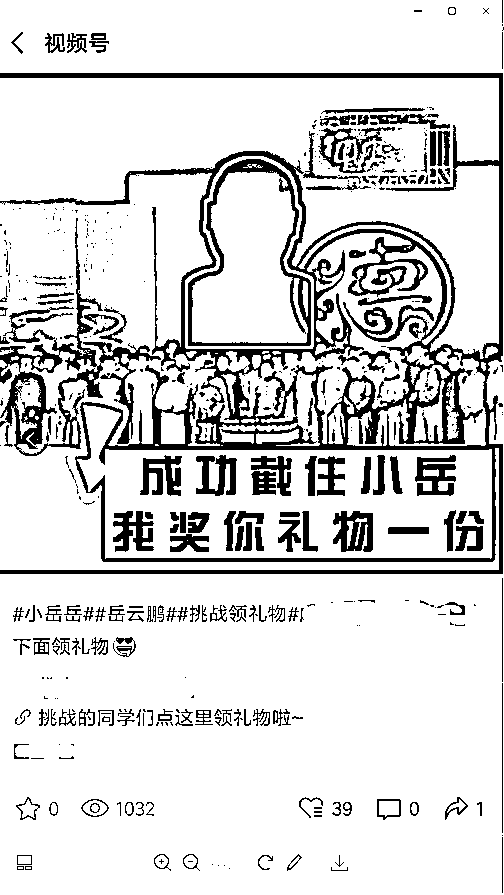 视频号
成功截住小岳
我奖你礼物一份
#小岳岳##岳云鹏##挑战领礼物#
下面领礼物
挑战的同学们点这里领礼物啦~
0 1032 39 0 1